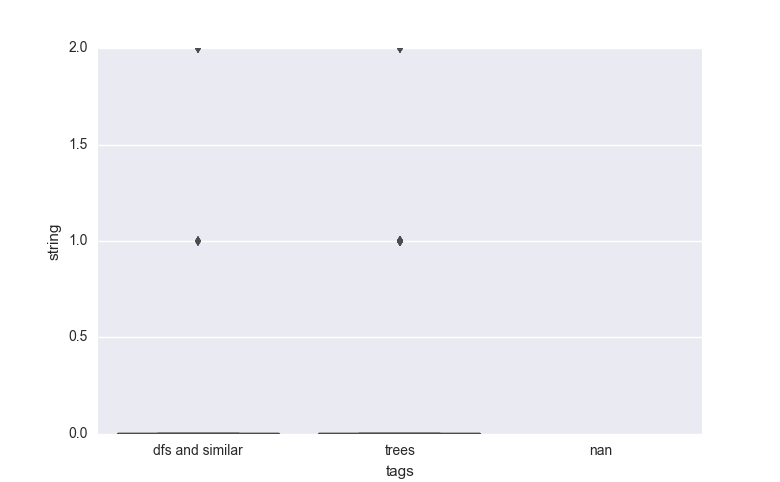 2.0
1.5
1.0
0.5
0.0
string
dfs and similar
trees
nan
tags